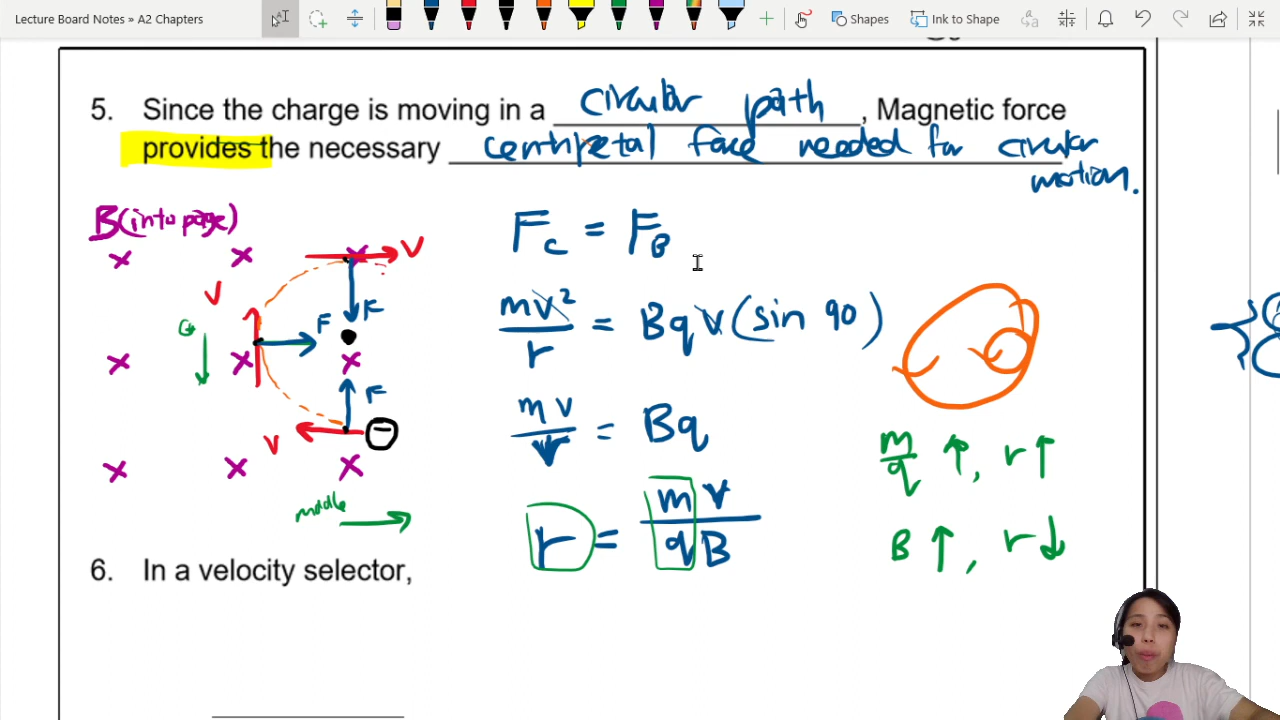 Lecture Board Notes » A2 Chapters
Shapes
Ink to Shape
5. Since the charge is moving in a circular path, Magnetic force
provides the necessary centripetal force needed for circular
motion.
B(into page)
x x x V
V
F F
x x x
F
V −
x x x
middle
F_C = F_B
mv²/r = Bqv(sin 90)
mv/r = Bq
r = mv/qB
m/q ↑, r↑
B ↑, r↓
6. In a velocity selector,